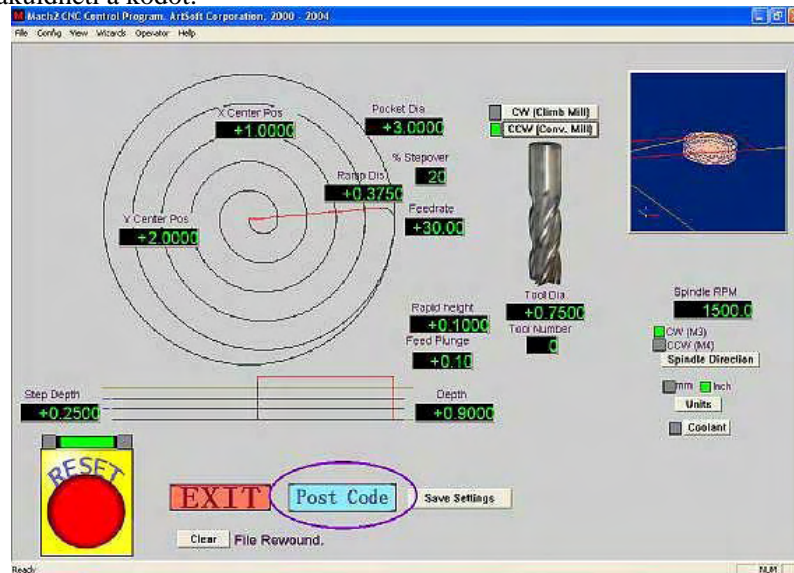 akuldheti a kódot.
Mach2 CNC Control Program. ArtSoft Corporation, 2000 - 2004
File Config View Wizards Operator Help
X Center Pos
+1.0000
Pocket Dia
+3.0000
CW (Climb Mill)
CCW (Conv. Mill)
% Stepover
20
Ramp Dis
+0.3750
Y Center Pos
+2.0000
Feedrate
+30.00
Tool Dia
+0.7500
Spindle RPM
1500.0
Rapid height
+0.1000
Tool Number
0
Feed Plunge
+0.10
CW (M3)
CCW (M4)
Spindle Direction
mm Inch
Units
Coolant
Step Depth
+0.2500
Depth
+0.9000
RESET
EXIT
Post Code
Save Settings
Clear File Rewound.
Ready
NUM